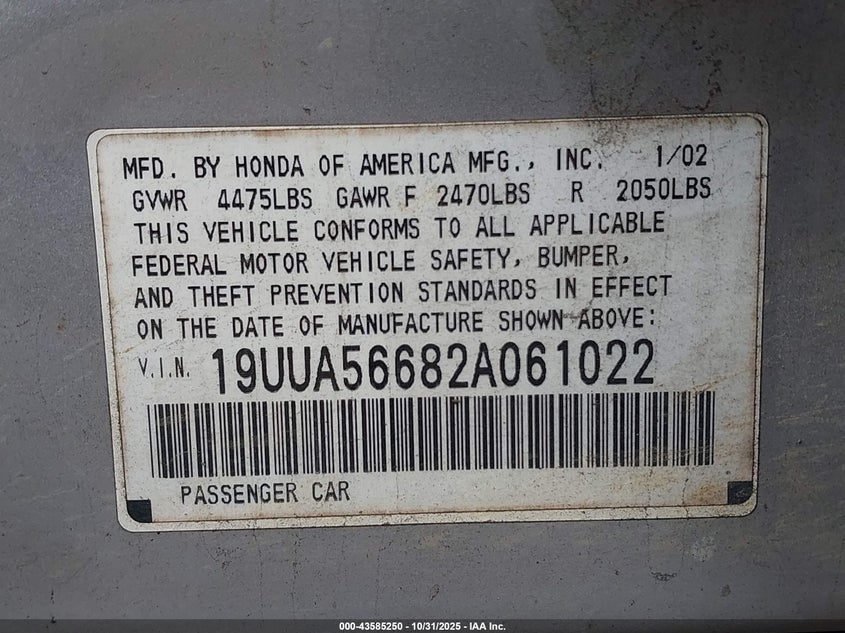 MFD. BY HONDA OF AMERICA MFG., INC. 1/02
GVWR 4475LBS GAWR F 2470LBS R 2050LBS
THIS VEHICLE CONFORMS TO ALL APPLICABLE
FEDERAL MOTOR VEHICLE SAFETY, BUMPER,
AND THEFT PREVENTION STANDARDS IN EFFECT
ON THE DATE OF MANUFACTURE SHOWN ABOVE:
V.I.N. 19UUA56682A061022
PASSENGER CAR
000-43585250 - 10/31/2025 - IAA Inc.